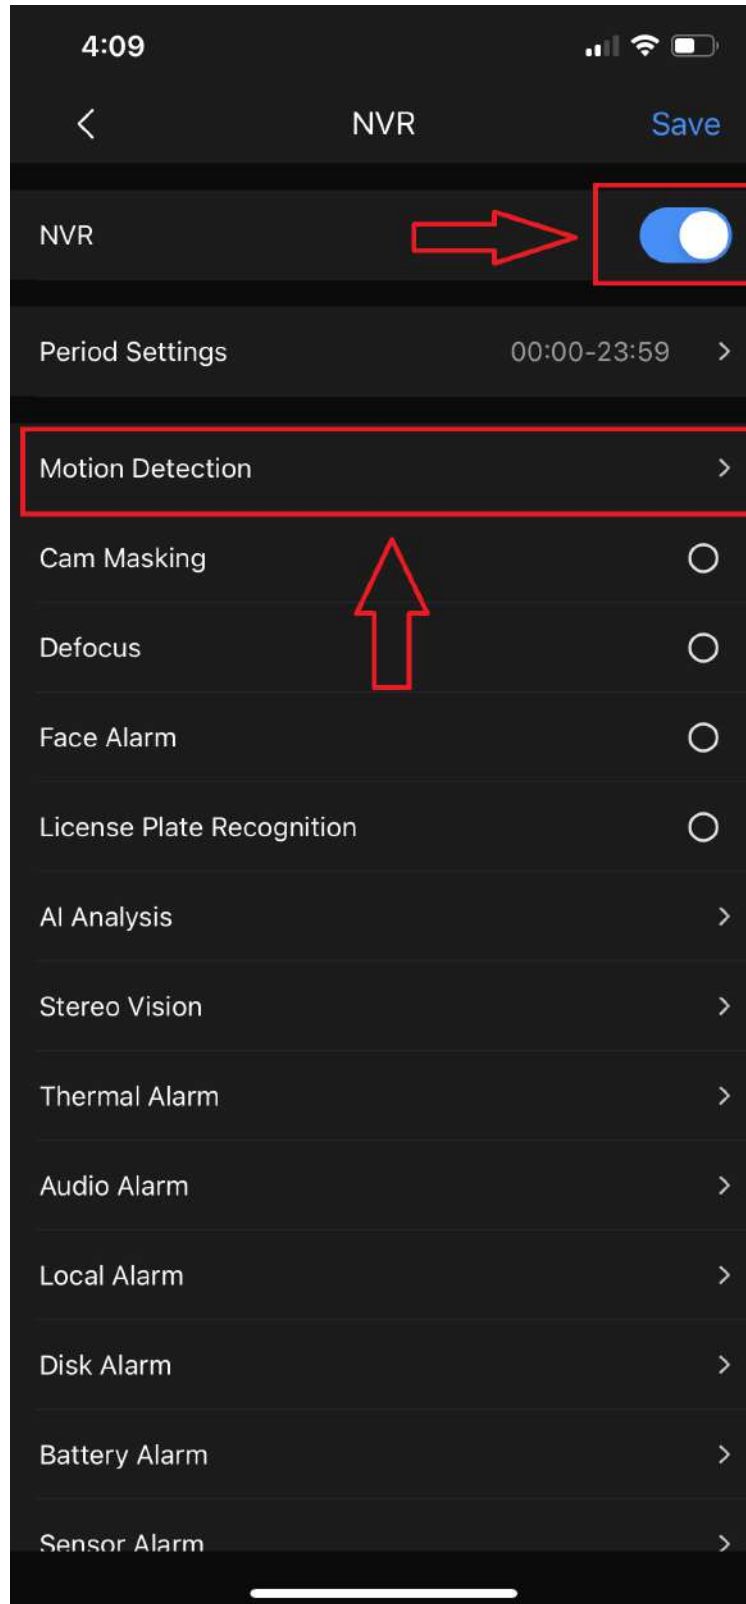 4:09
NVR Save
NVR
Period Settings 00:00-23:59
Motion Detection
Cam Masking
Defocus
Face Alarm
License Plate Recognition
AI Analysis
Stereo Vision
Thermal Alarm
Audio Alarm
Local Alarm
Disk Alarm
Battery Alarm
Sensor Alarm